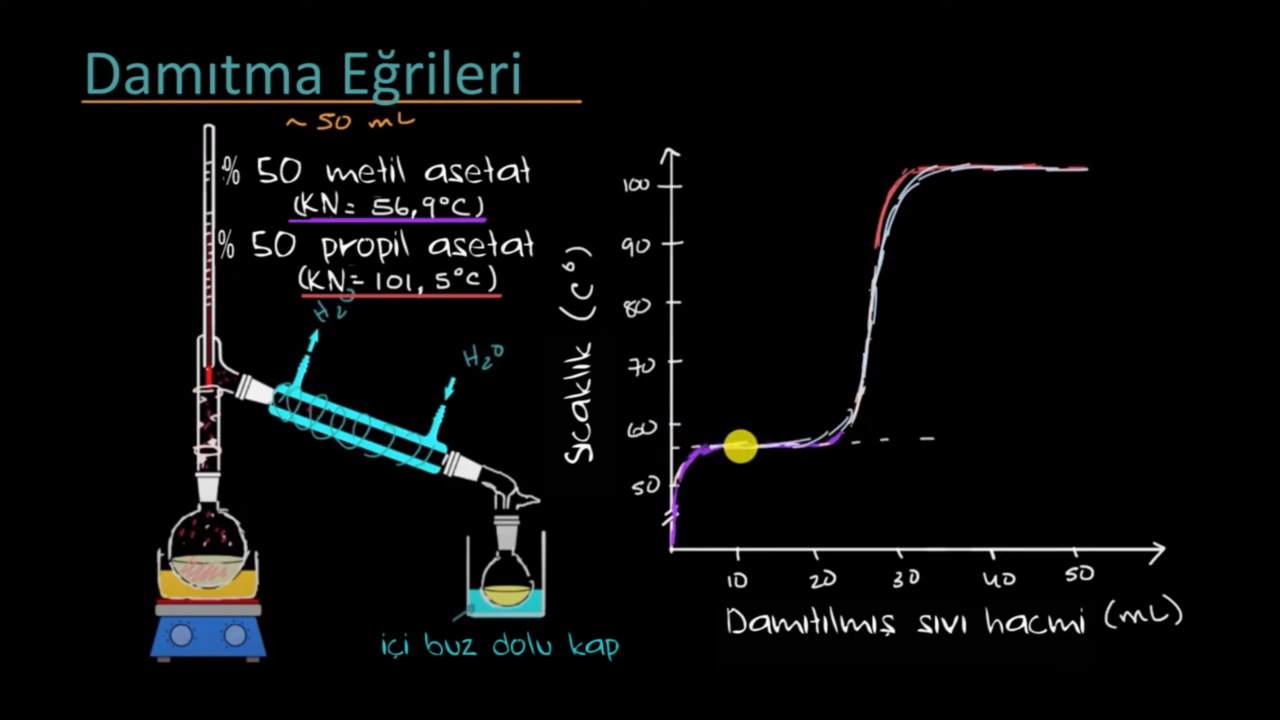 Damıtma Eğrileri
~ 50 mL
% 50 metil asetat
(KN= 56,9°C)
% 50 propil asetat
(KN= 101,5°C)
H₂O
H₂O
içi buz dolu kap
Sıcaklık (C°)
100
90
80
70
60
50
10 20 30 40 50
Damıtılmış sıvı hacmi (mL)